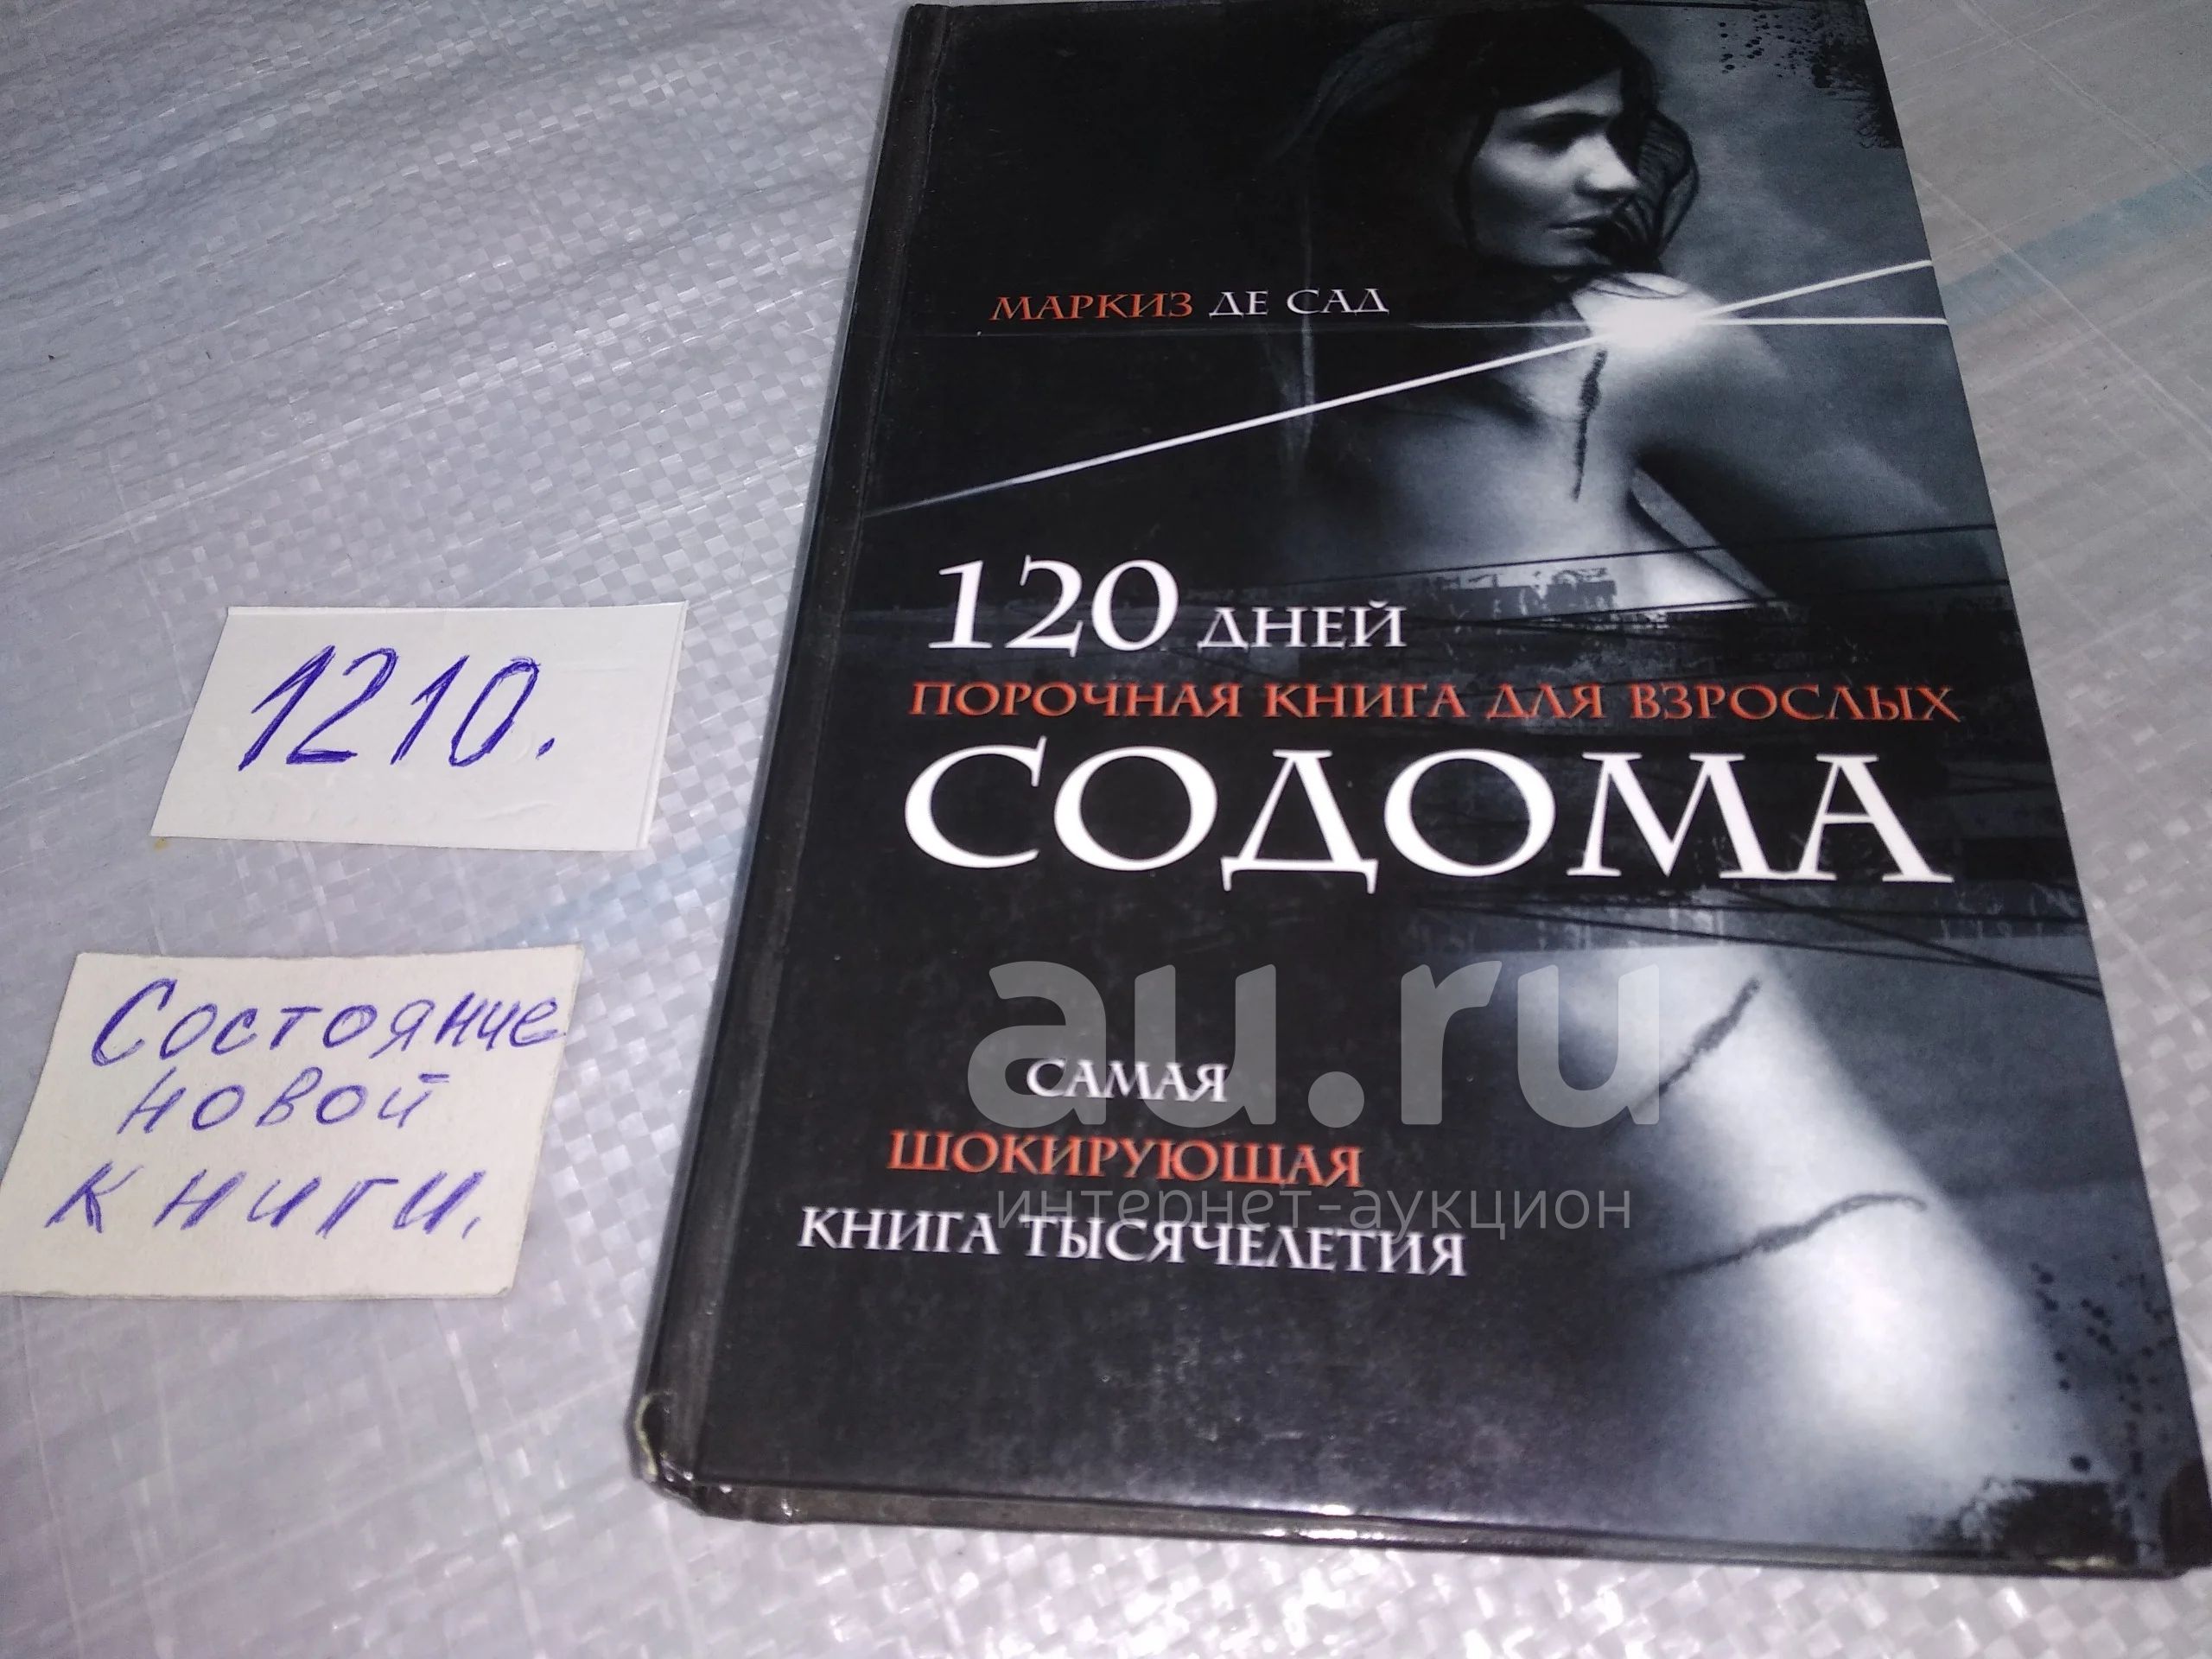 МАРКИЗ ДЕ САД
120 ДНЕЙ
ПОРОЧНАЯ КНИГА ДЛЯ ВЗРОСЛЫХ
СОДОМА
САМАЯ
ШОКИРУЮЩАЯ
КНИГА ТЫСЯЧЕЛЕТИЯ
1210.
Состояние
новой
книги.
au.ru
интернет-аукцион